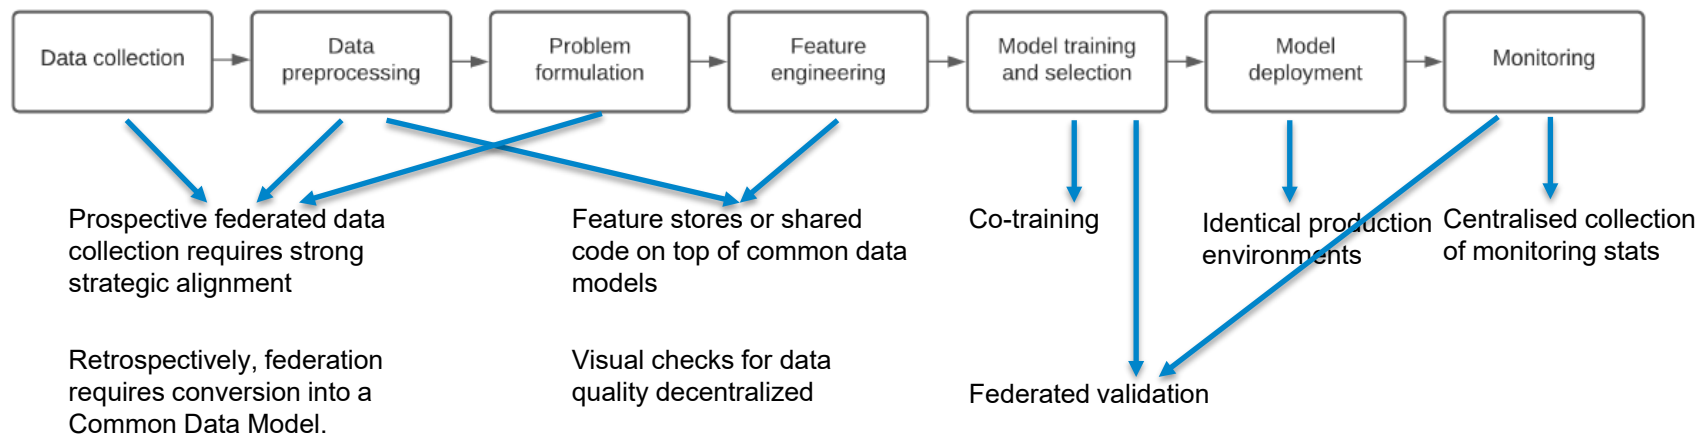 Data collection
Data
preprocessing
Problem
formulation
Feature
engineering
Model training
and selection
Model
deployment
Monitoring
Prospective federated data
collection requires strong
strategic alignment
Retrospectively, federation
requires conversion into a
Common Data Model.
Feature stores or shared
code on top of common data
models
Visual checks for data
quality decentralized
Co-training
Federated validation
Identical production
environments
Centralised collection
of monitoring stats